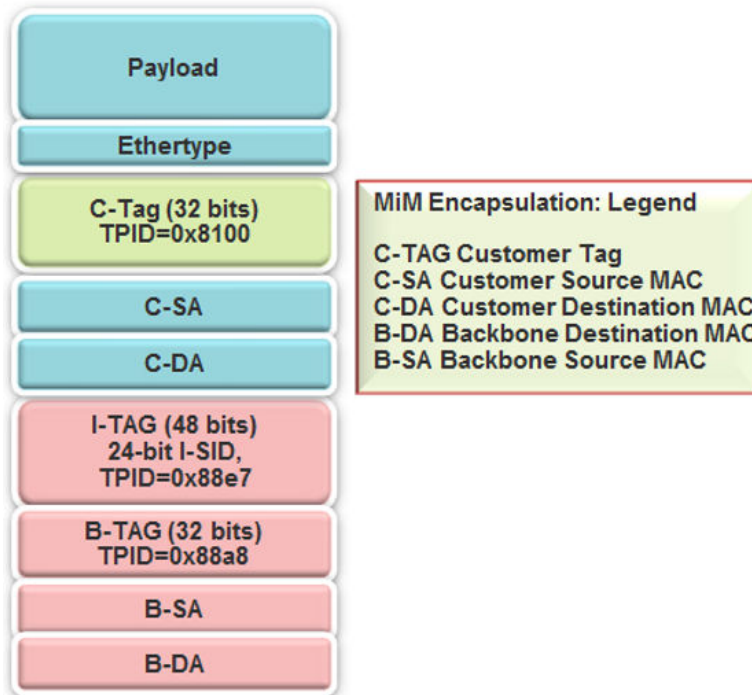 Payload
Ethertype
C-Tag (32 bits)
TPID=0x8100
C-SA
C-DA
I-TAG (48 bits)
24-bit I-SID,
TPID=0x88e7
B-TAG (32 bits)
TPID=0x88a8
B-SA
B-DA
MiM Encapsulation: Legend
C-TAG Customer Tag
C-SA Customer Source MAC
C-DA Customer Destination MAC
B-DA Backbone Destination MAC
B-SA Backbone Source MAC